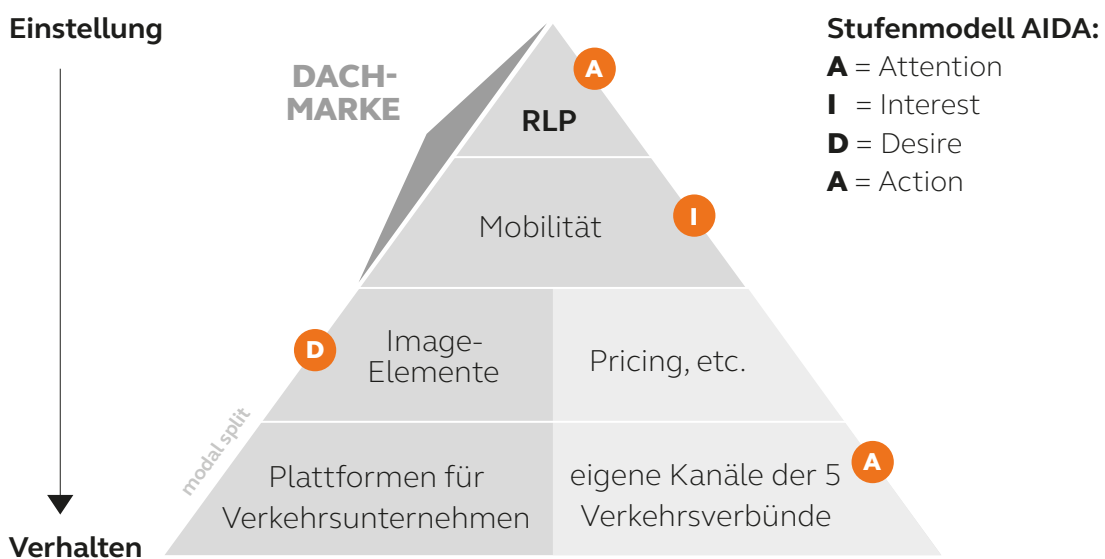 Einstellung
Verhalten
DACH-
MARKE
A
RLP
Mobilität
I
D
Image-
Elemente
Pricing, etc.
modal split
Plattformen für
Verkehrsunternehmen
eigene Kanäle der 5
Verkehrsverbünde
A
Stufenmodell AIDA:
A = Attention
I = Interest
D = Desire
A = Action